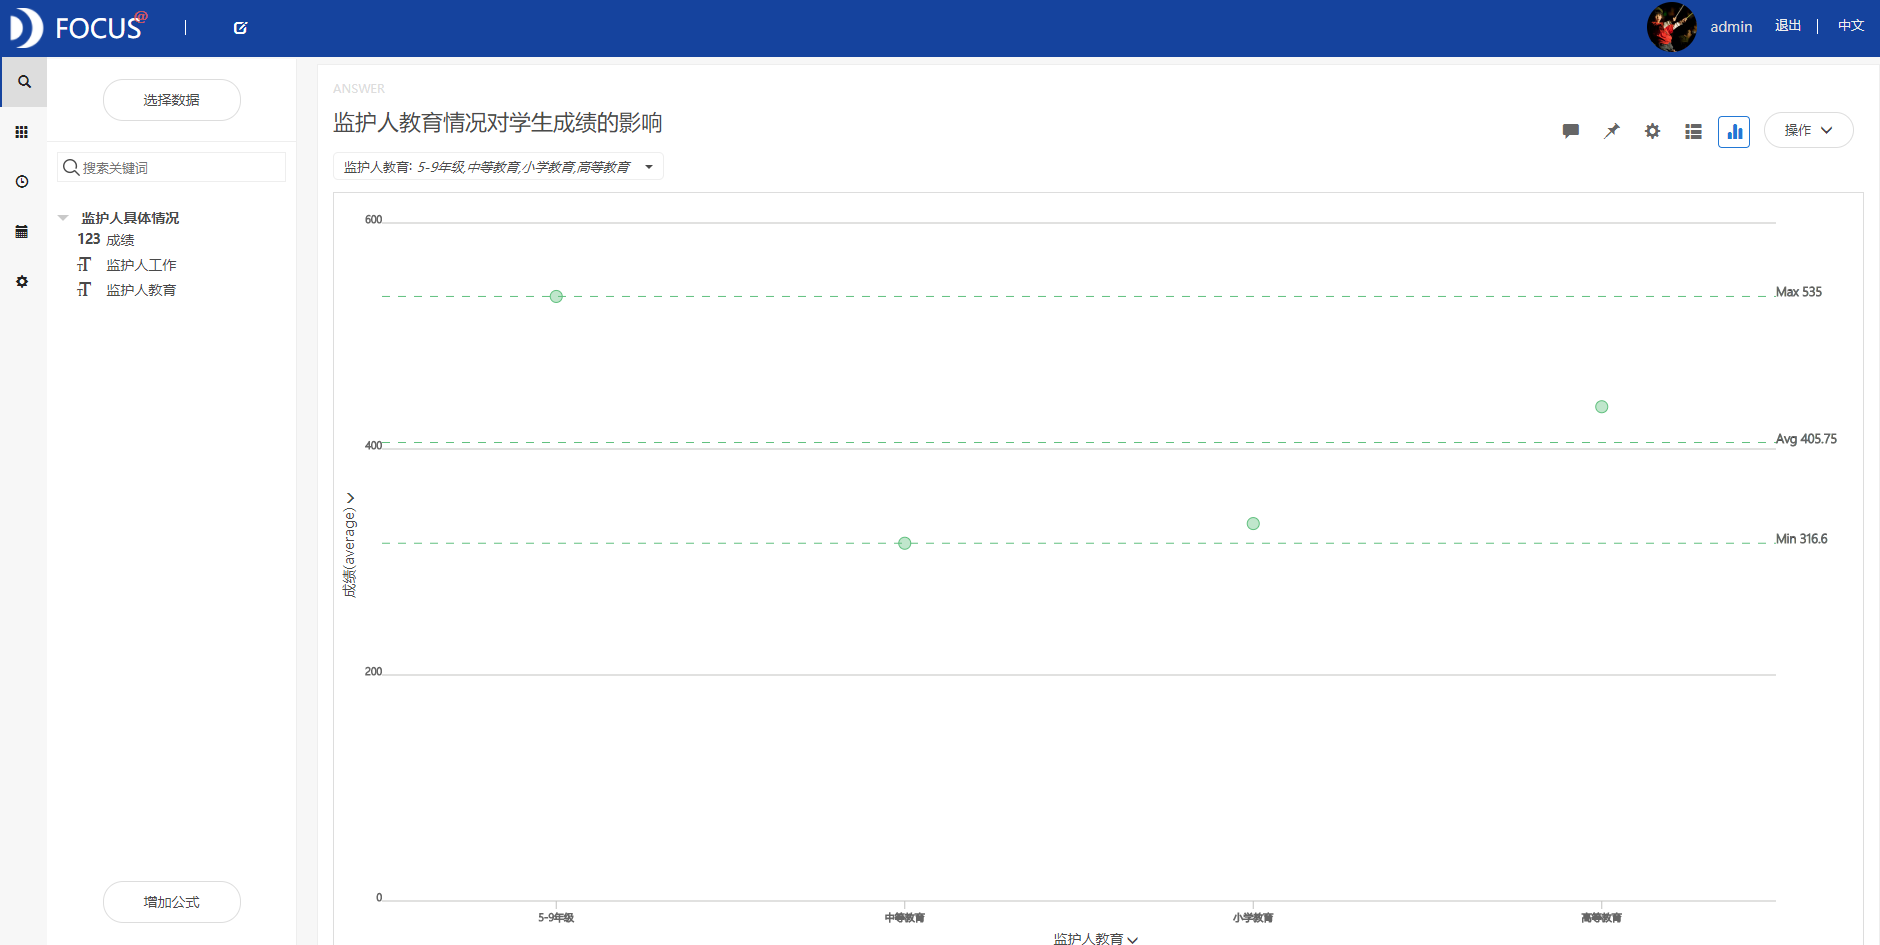 FOCUS@
admin
退出
中文
选择数据
搜索关键词
监护人具体情况
123 成绩
TT 监护人工作
TT 监护人教育
增加公式
ANSWER
监护人教育情况对学生成绩的影响
操作
监护人教育: 5-9年级,中等教育,小学教育,高等教育
600
Max 535
Avg 405.75
400
Min 316.6
成绩(average)
200
0
5-9年级
中等教育
小学教育
高等教育
监护人教育